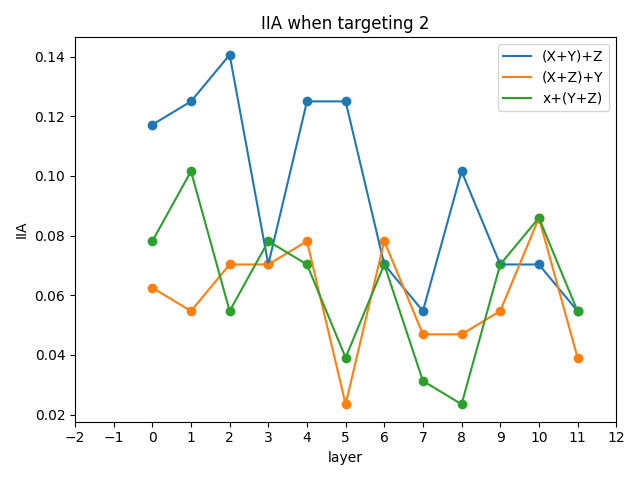 IIA when targeting 2
(X+Y)+Z
(X+Z)+Y
x+(Y+Z)
IIA
0.14
0.12
0.10
0.08
0.06
0.04
0.02
−2 −1 0 1 2 3 4 5 6 7 8 9 10 11 12
layer